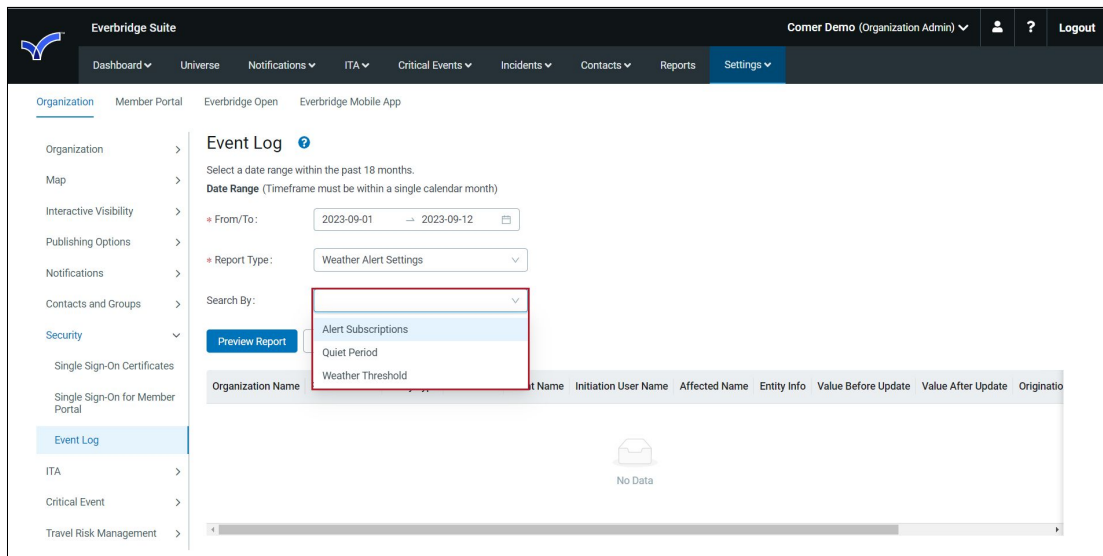 Everbridge Suite
Comer Demo (Organization Admin)
?
Logout
Dashboard
Universe
Notifications
ITA
Critical Events
Incidents
Contacts
Reports
Settings
Organization
Member Portal
Everbridge Open
Everbridge Mobile App
Organization
Map
Interactive Visibility
Publishing Options
Notifications
Contacts and Groups
Security
Single Sign-On Certificates
Single Sign-On for Member
Portal
Event Log
ITA
Critical Event
Travel Risk Management
Event Log ?
Select a date range within the past 18 months.
Date Range (Timeframe must be within a single calendar month)
* From/To :
2023-09-01 → 2023-09-12
* Report Type :
Weather Alert Settings
Search By :
Alert Subscriptions
Quiet Period
Weather Threshold
Preview Report
Organization Name
Name
Initiation User Name
Affected Name
Entity Info
Value Before Update
Value After Update
Originatio
No Data